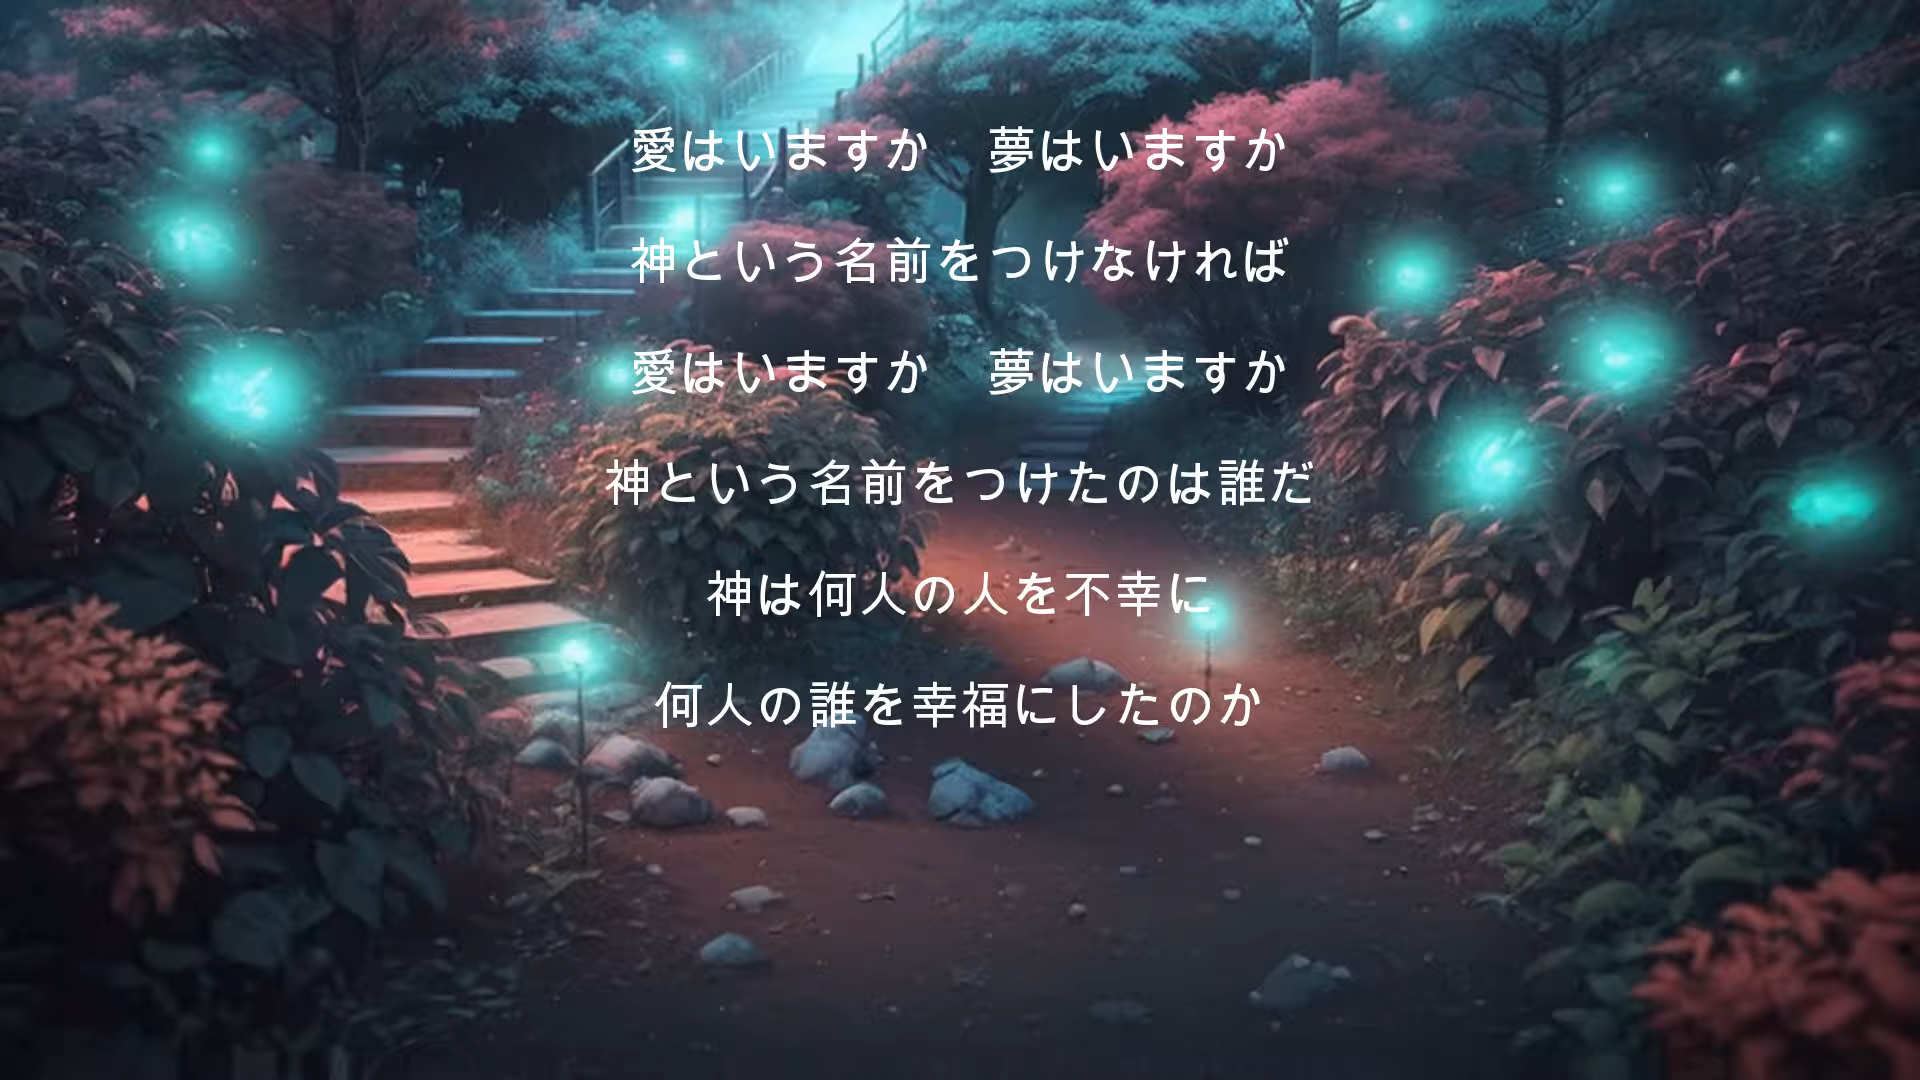 愛はいますか　夢はいますか
神という名前をつけなければ
愛はいますか　夢はいますか
神という名前をつけたのは誰だ
神は何人の人を不幸に
何人の誰を幸福にしたのか